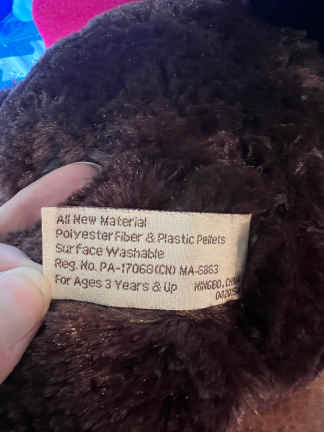 All New Material
Polyester Fiber & Plastic Pellets
Surface Washable
Reg. No. PA-17068(CN) MA-6863
For Ages 3 Years & Up
NINGBO,